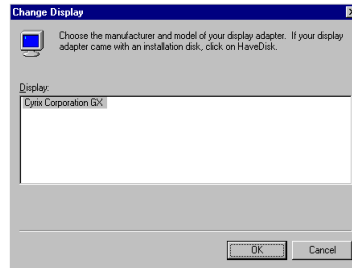 Change Display
Choose the manufacturer and model of your display adapter. If your display
adapter came with an installation disk, click on HaveDisk.
Display:
Cyrix Corporation GX
OK
Cancel